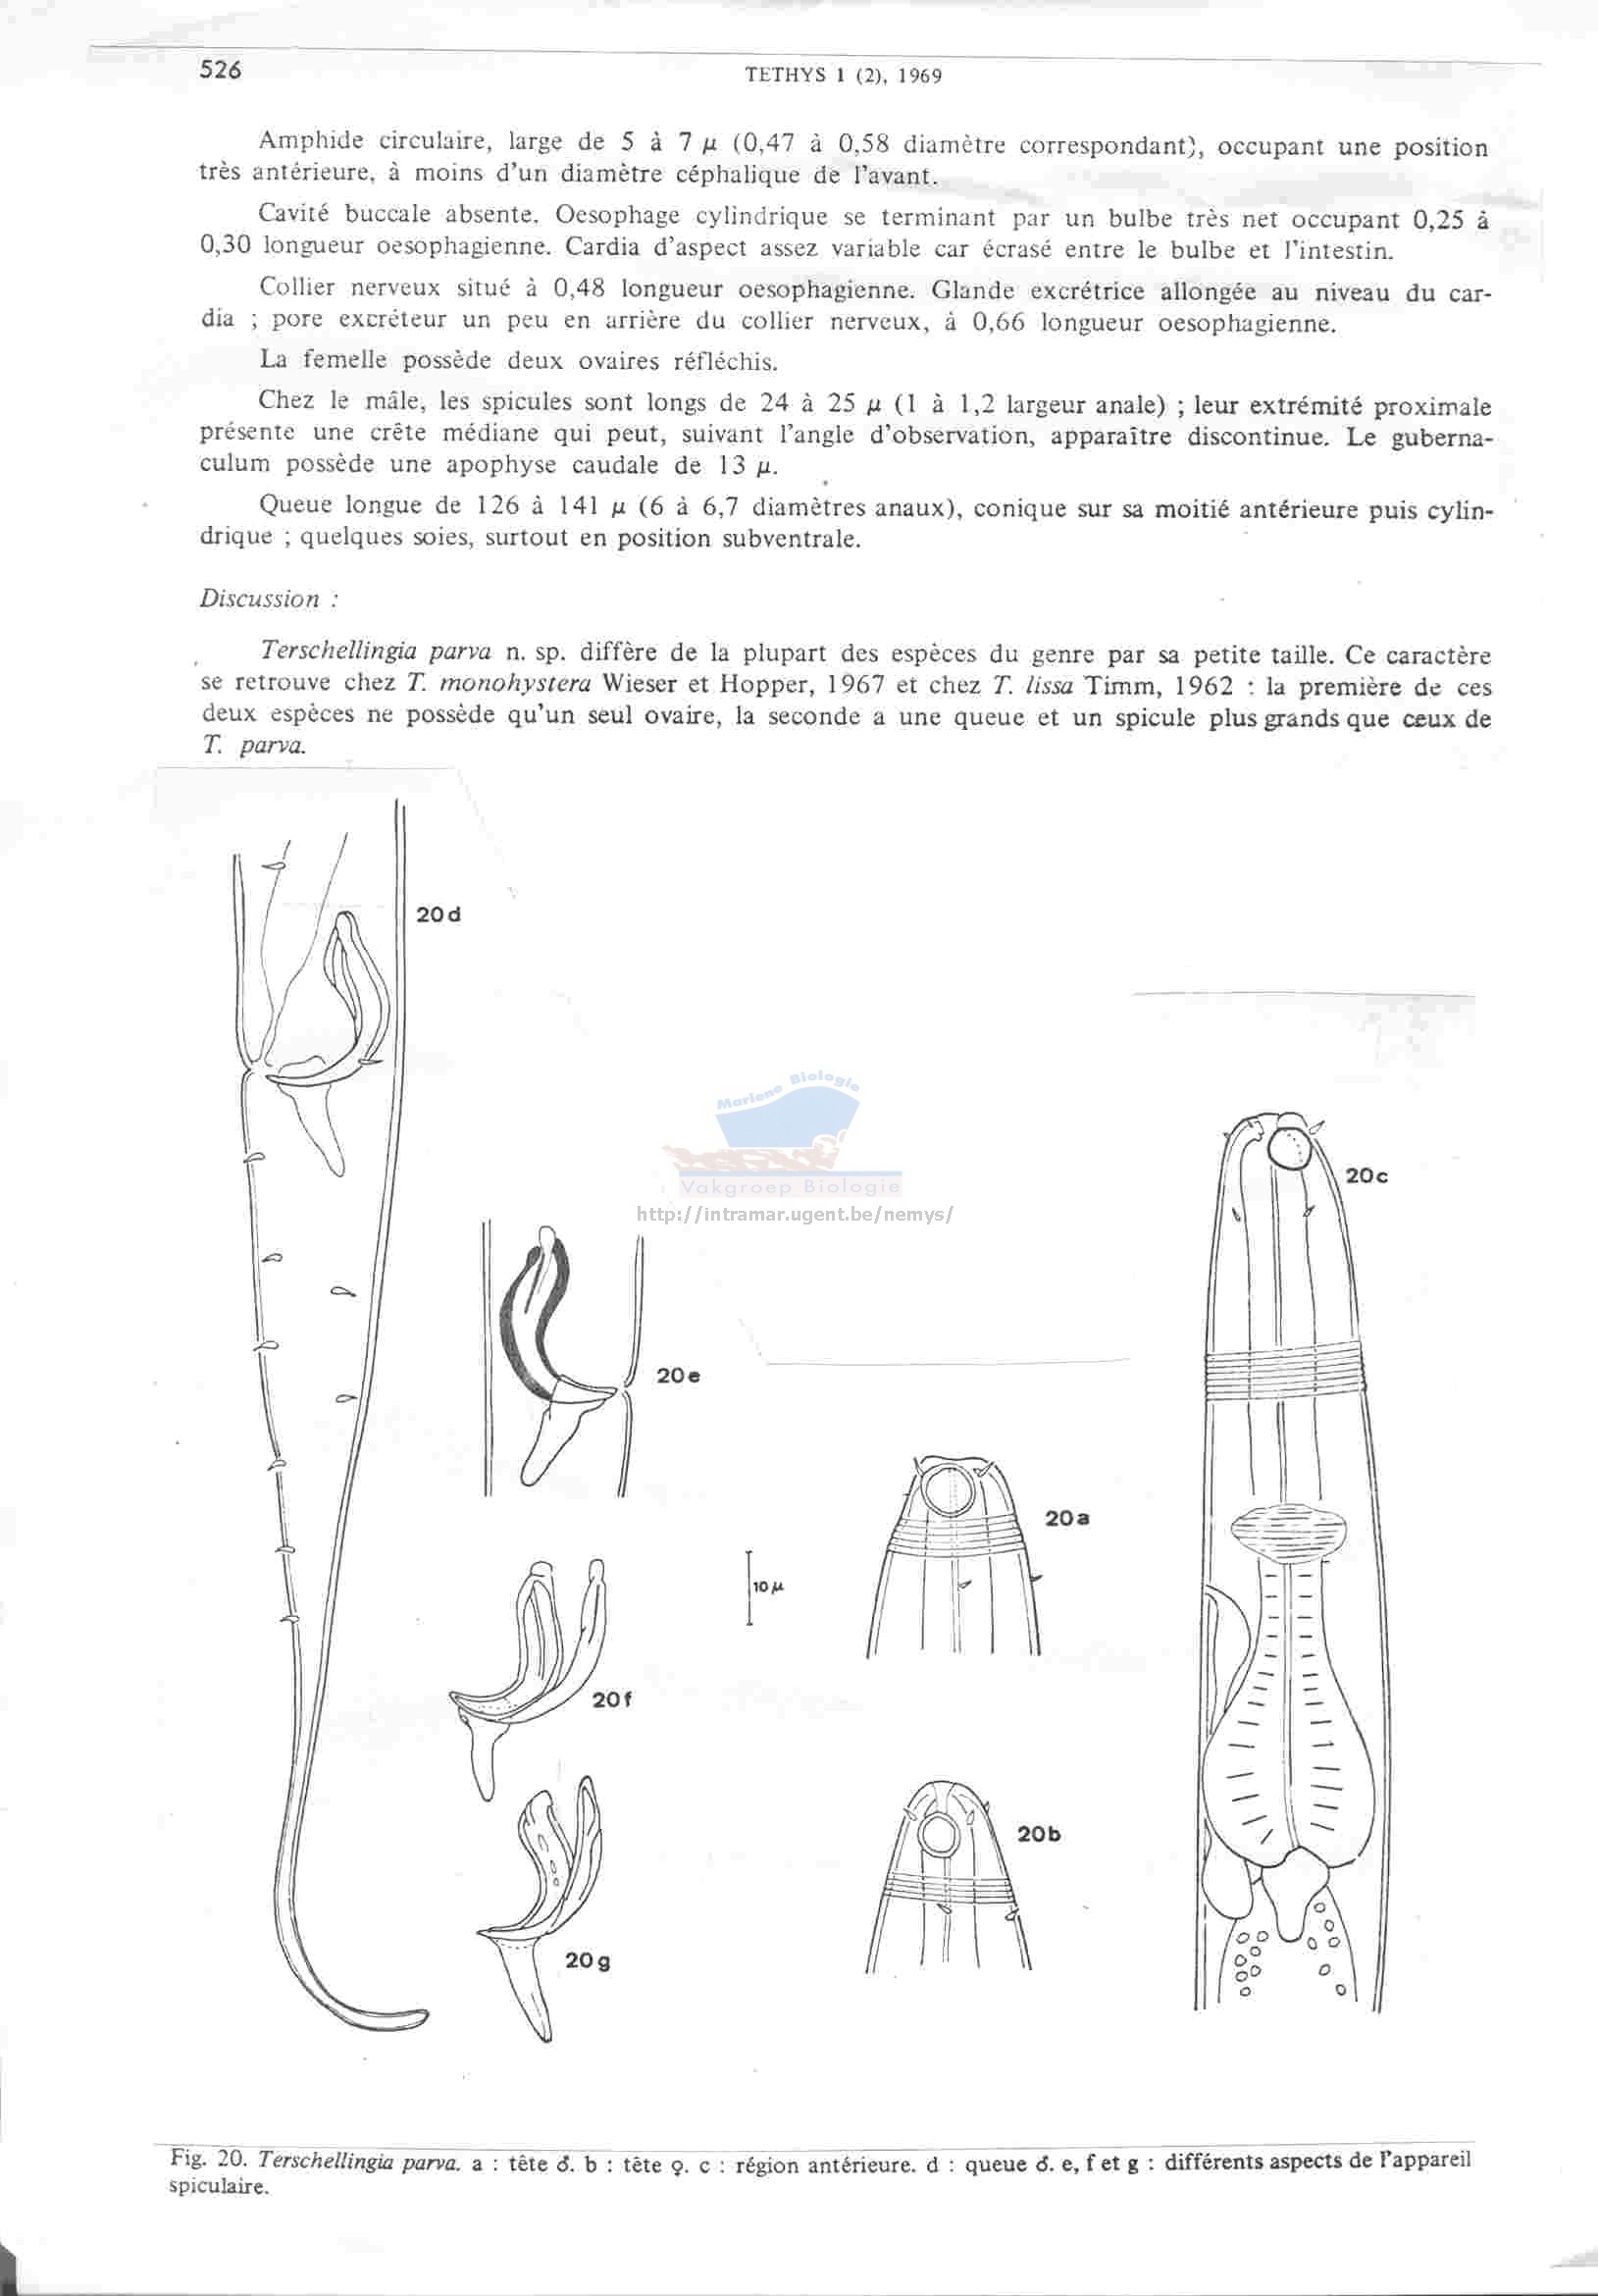 526
TETHYS 1 (2), 1969
Amphide circulaire, large de 5 à 7 µ (0,47 à 0,58 diamètre correspondant), occupant une position
très antérieure, à moins d'un diamètre céphalique de l'avant.
Cavité buccale absente. Oesophage cylindrique se terminant par un bulbe très net occupant 0,25 à
0,30 longueur oesophagienne. Cardia d'aspect assez variable car écrasé entre le bulbe et l'intestin.
Collier nerveux situé à 0,48 longueur oesophagienne. Glande excrétrice allongée au niveau du car-
dia ; pore excréteur un peu en arrière du collier nerveux, à 0,66 longueur oesophagienne.
La femelle possède deux ovaires réfléchis.
Chez le mâle, les spicules sont longs de 24 à 25 µ (1 à 1,2 largeur anale) ; leur extrémité proximale
présente une crête médiane qui peut, suivant l'angle d'observation, apparaître discontinue. Le guberna-
culum possède une apophyse caudale de 13 µ.
Queue longue de 126 à 141 µ (6 à 6,7 diamètres anaux), conique sur sa moitié antérieure puis cylin-
drique ; quelques soies, surtout en position subventrale.
Discussion :
Terschellingia parva n. sp. diffère de la plupart des espèces du genre par sa petite taille. Ce caractère
se retrouve chez T. monohystera Wieser et Hopper, 1967 et chez T. lissa Timm, 1962 : la première de ces
deux espèces ne possède qu'un seul ovaire, la seconde a une queue et un spicule plus grands que ceux de
T. parva.
20d
Mariene Biologie
Vakgroep Biologie
http://intramar.ugent.be/nemys/
20c
20e
20a
10 µ
20f
20b
20g
Fig. 20. Terschellingia parva. a : tête ♂. b : tête ♀. c : région antérieure. d : queue ♂. e, f et g : différents aspects de l'appareil
spiculaire.